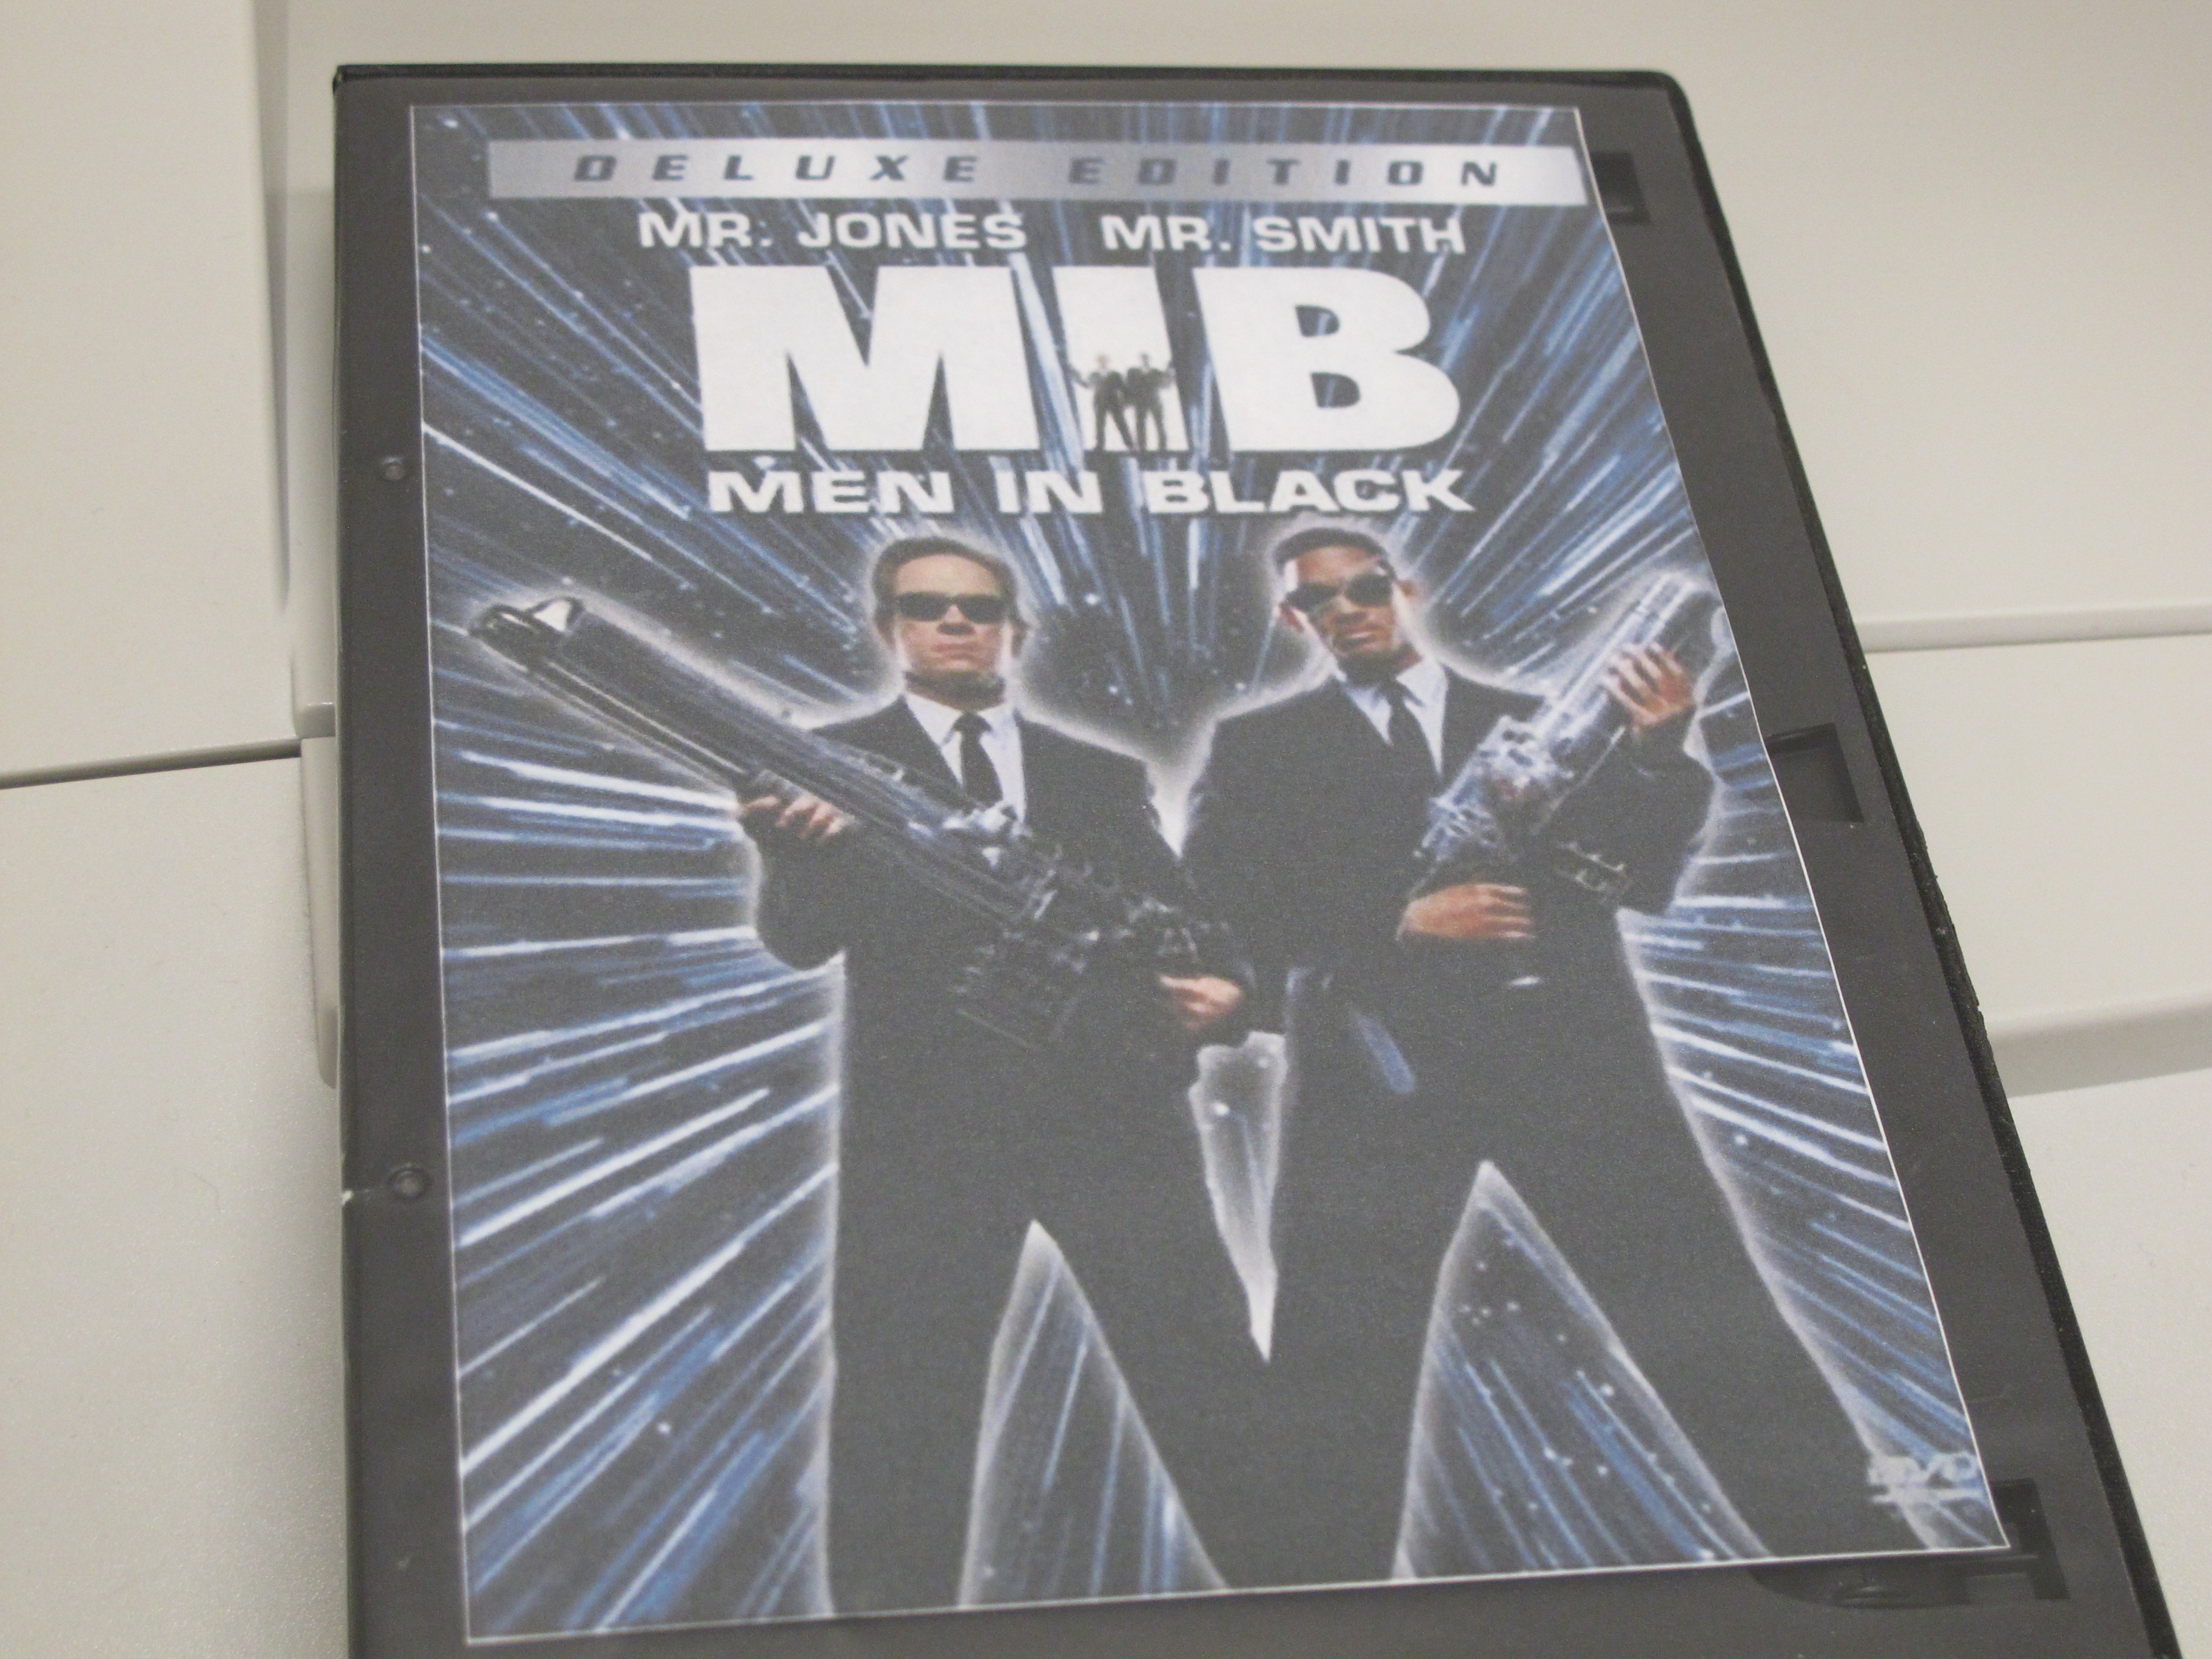 DELUXE EDITION
MR. JONES MR. SMITH
MIB
MEN IN BLACK